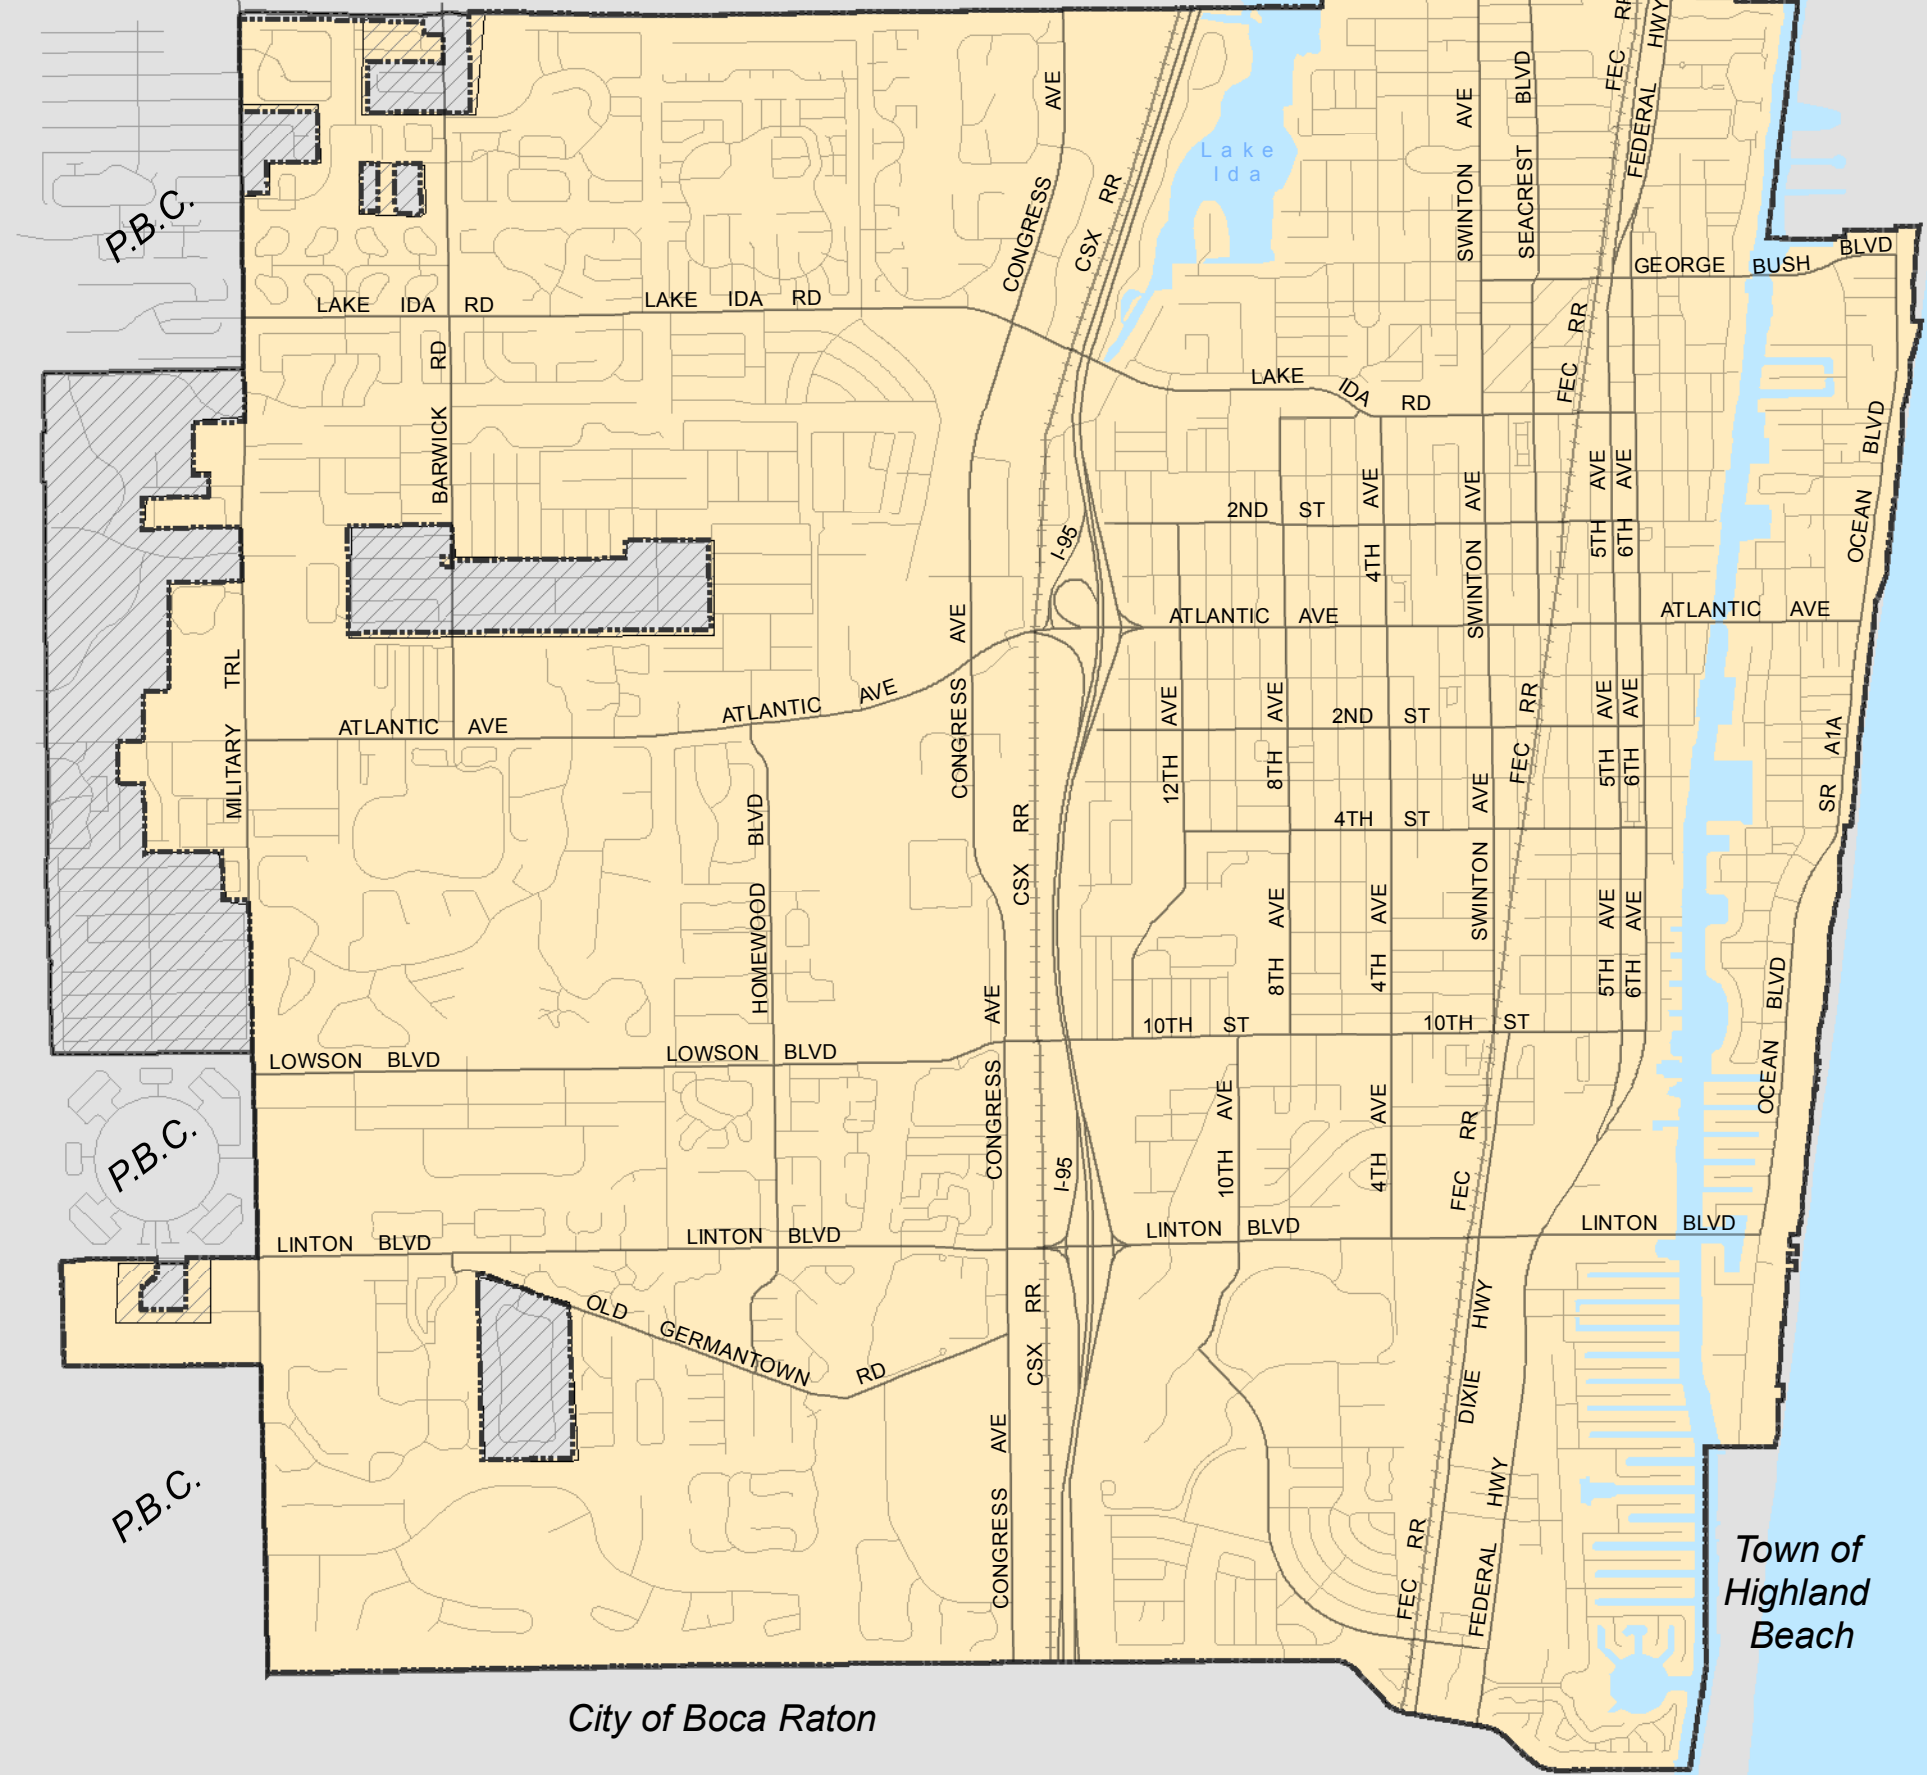 RR
HWY
FEC
FEDERAL
AVE
SWINTON
BLVD
SEACREST
AVE
CONGRESS
CSX RR
Lake
Ida
P.B.C.
GEORGE BUSH BLVD
LAKE IDA RD
LAKE IDA RD
RD
BARWICK
LAKE IDA RD
FEC RR
OCEAN BLVD
2ND ST
AVE
4TH
AVE
SWINTON
AVE
5TH
AVE
6TH
I-95
ATLANTIC AVE
ATLANTIC AVE
AVE
CONGRESS
MILITARY TRL
ATLANTIC AVE
ATLANTIC AVE
AVE
12TH
AVE
8TH
2ND ST
FEC RR
AVE
5TH
AVE
6TH
SR A1A
HOMEWOOD BLVD
CSX RR
4TH ST
AVE
SWINTON
AVE
8TH
AVE
4TH
AVE
5TH
AVE
6TH
OCEAN BLVD
10TH ST
10TH ST
LOWSON BLVD
LOWSON BLVD
AVE
CONGRESS
P.B.C.
I-95
AVE
10TH
AVE
4TH
FEC RR
LINTON BLVD
LINTON BLVD
LINTON BLVD
LINTON BLVD
OLD GERMANTOWN RD
CSX RR
DIXIE HWY
AVE
CONGRESS
P.B.C.
FEC RR
FEDERAL HWY
Town of
Highland
Beach
City of Boca Raton